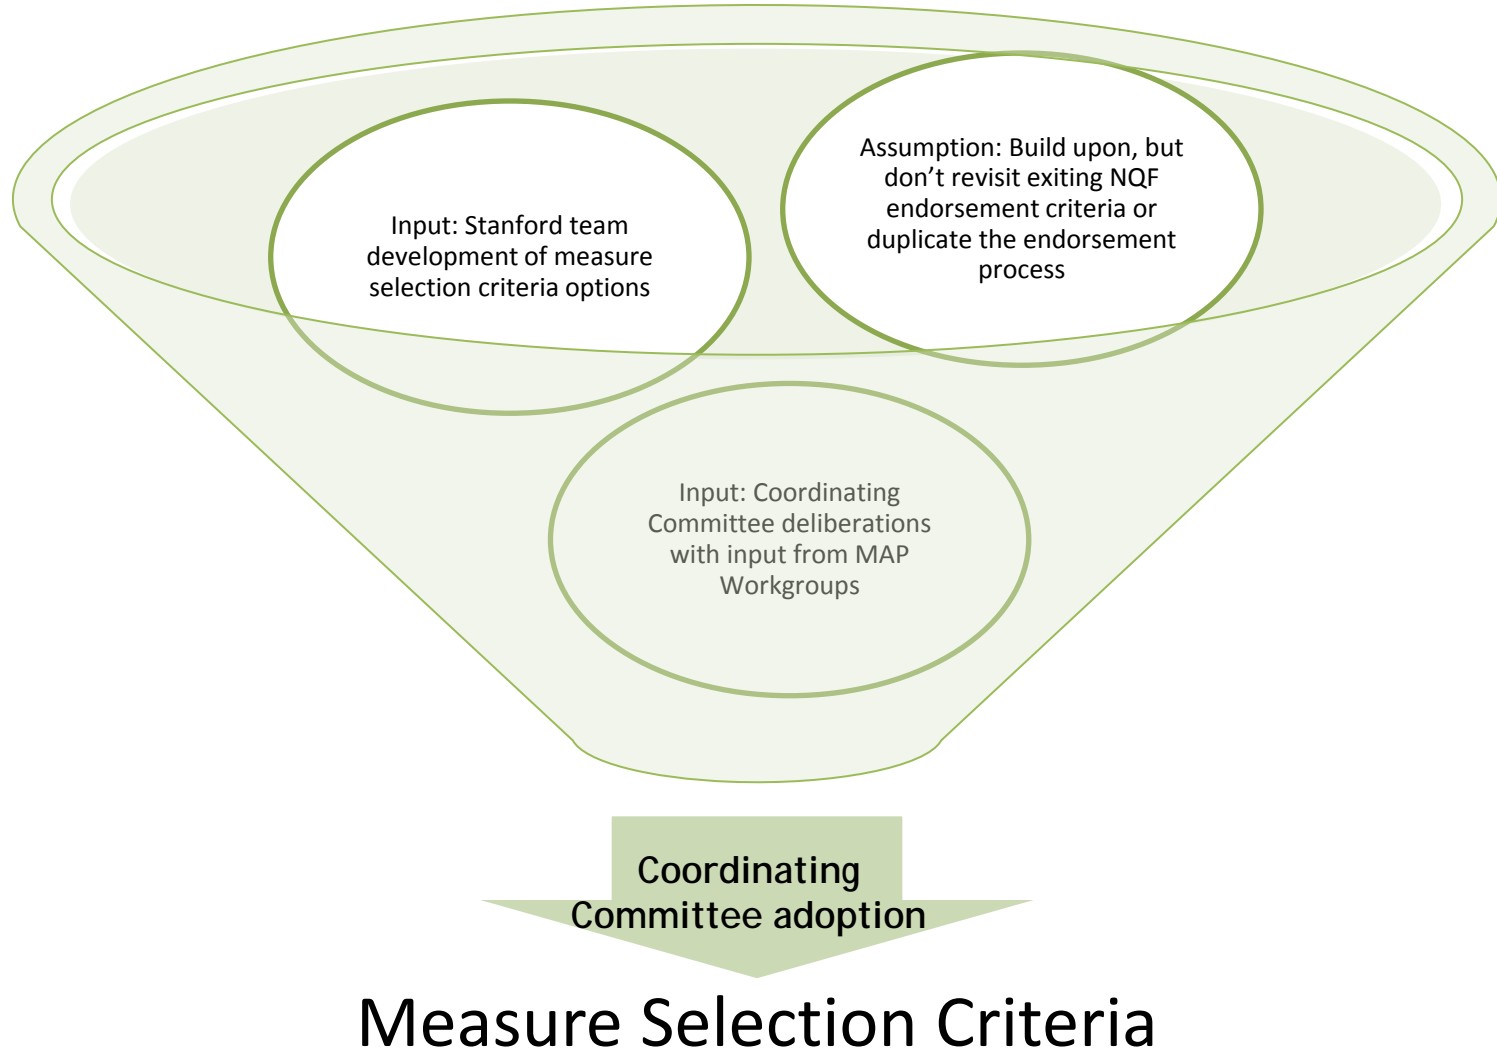 Input: Stanford team
development of measure
selection criteria options
Assumption: Build upon, but
don’t revisit exiting NQF
endorsement criteria or
duplicate the endorsement
process
Input: Coordinating
Committee deliberations
with input from MAP
Workgroups
Coordinating
Committee adoption
Measure Selection Criteria